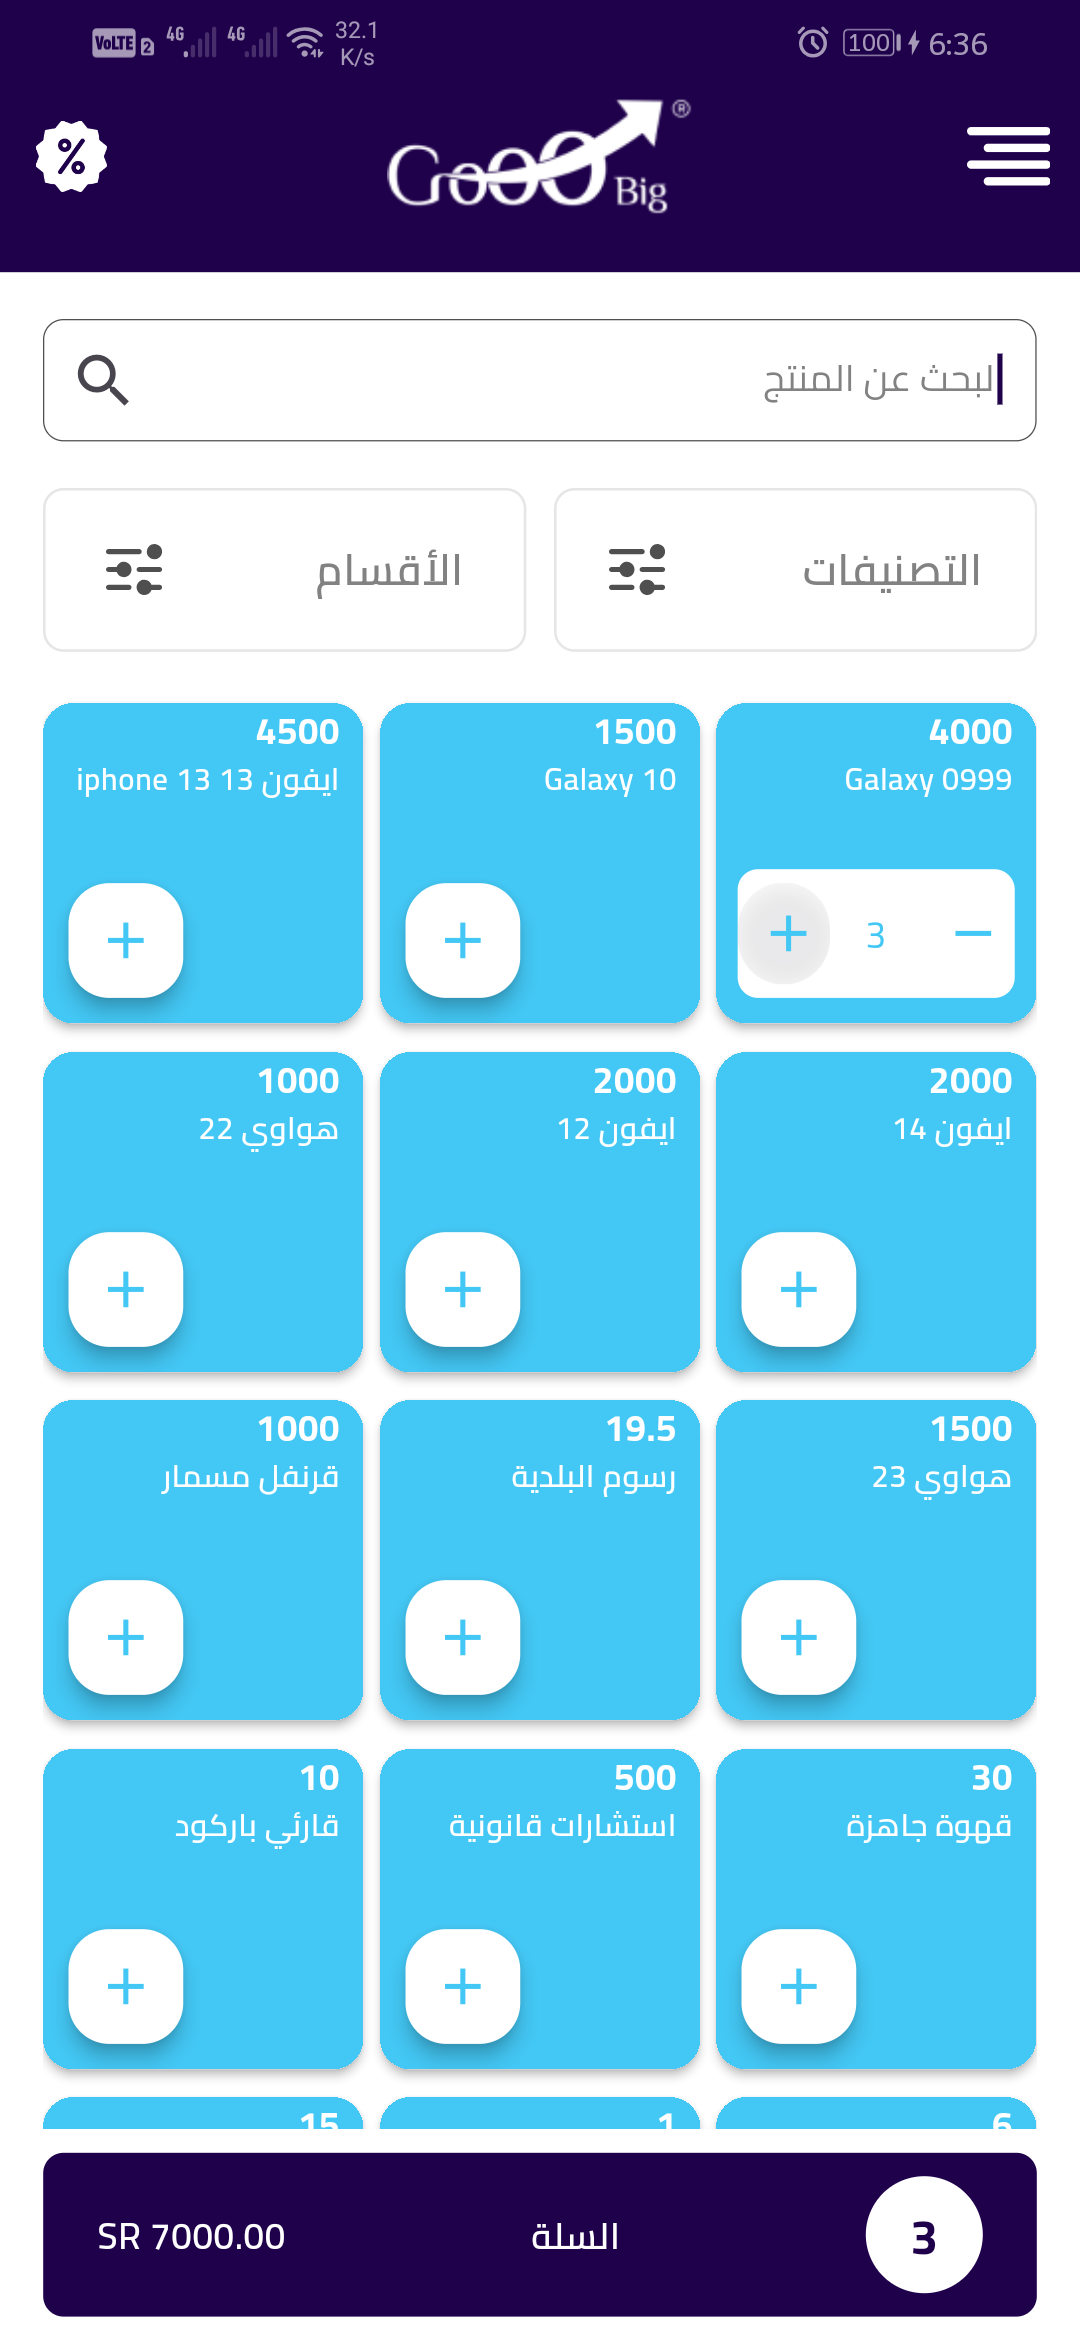 VoLTE 2 4G 4G 32.1 K/s 100 6:36
GoOO Big ®
لبحث عن المنتج
التصنيفات
الأقسام
4000
Galaxy 0999
3
1500
Galaxy 10
4500
ايفون 13 iphone 13
2000
ايفون 14
2000
ايفون 12
1000
هواوي 22
1500
هواوي 23
19.5
رسوم البلدية
1000
قرنفل مسمار
30
قهوة جاهزة
500
استشارات قانونية
10
قارئي باركود
6
1
15
3
السلة
SR 7000.00